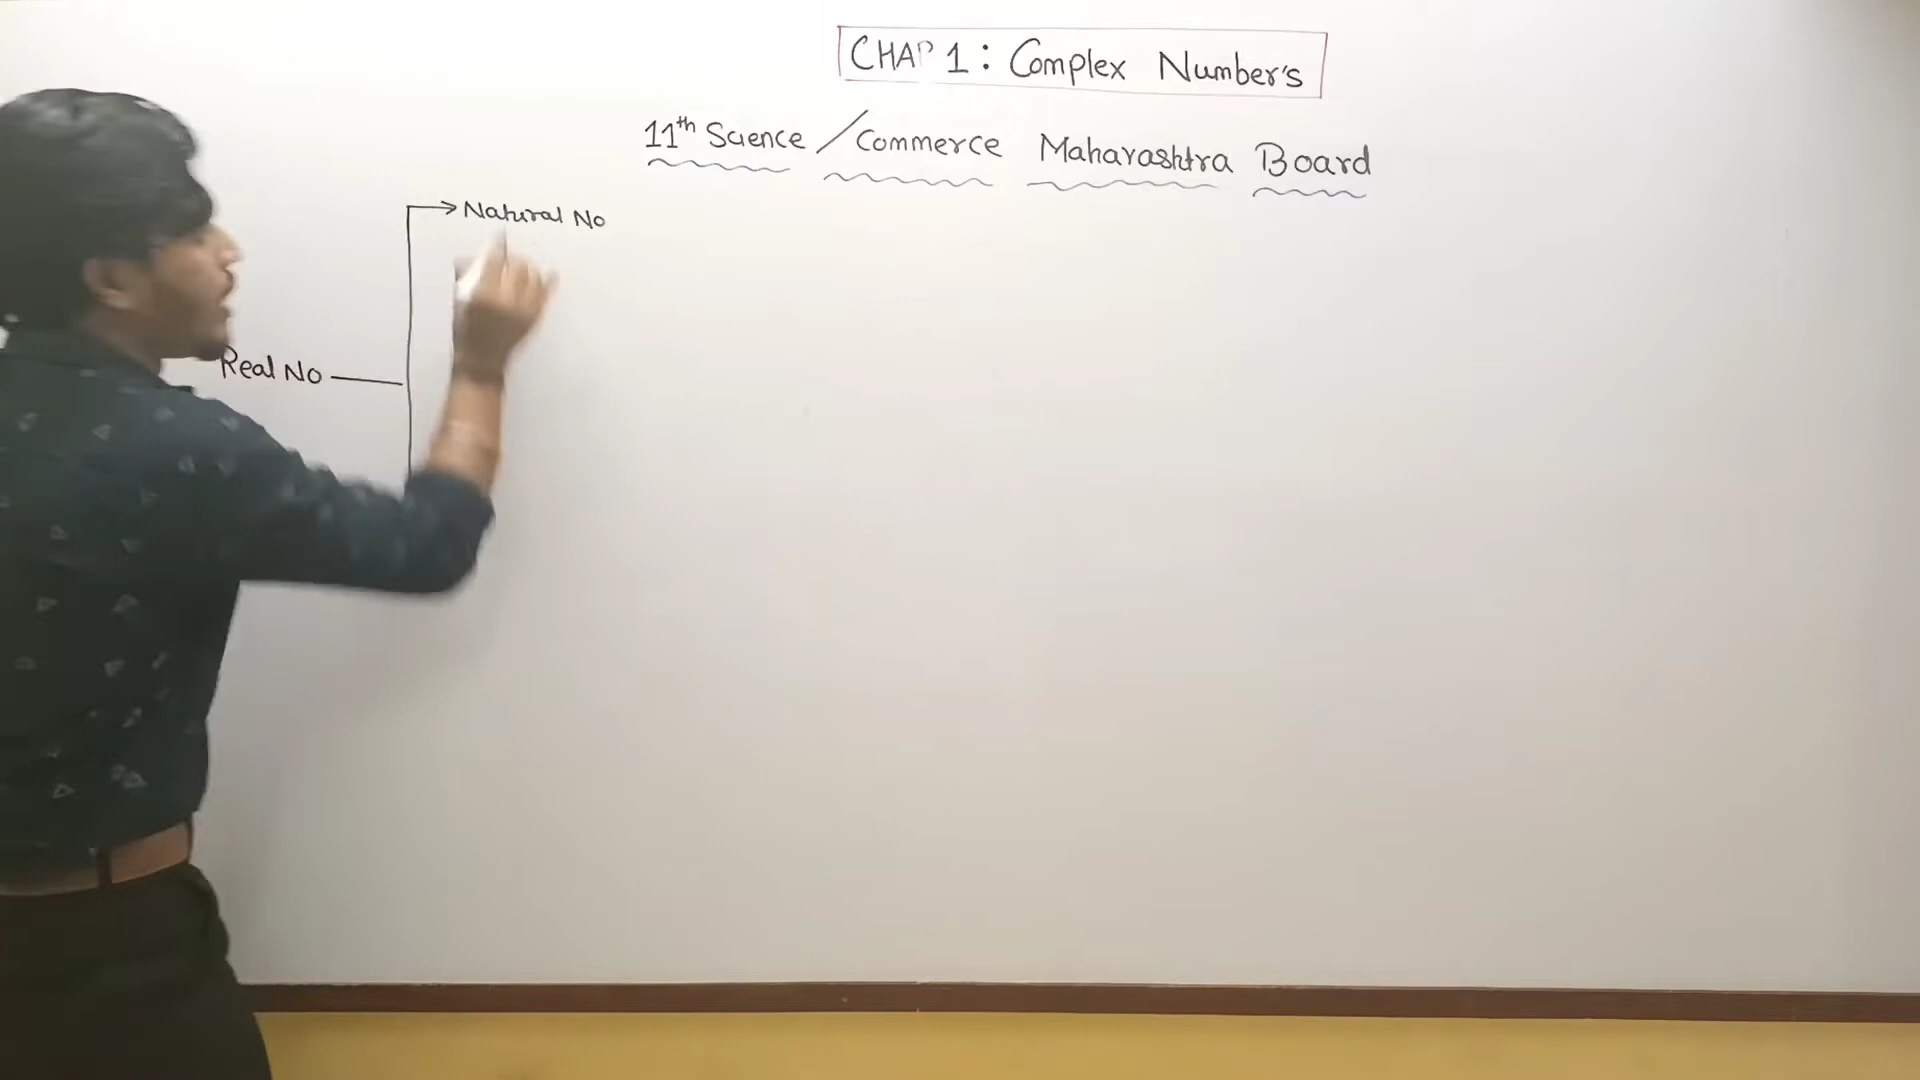 CHAP 1 : Complex Number's
11th Science / Commerce Maharashtra Board
Natural No
Real No